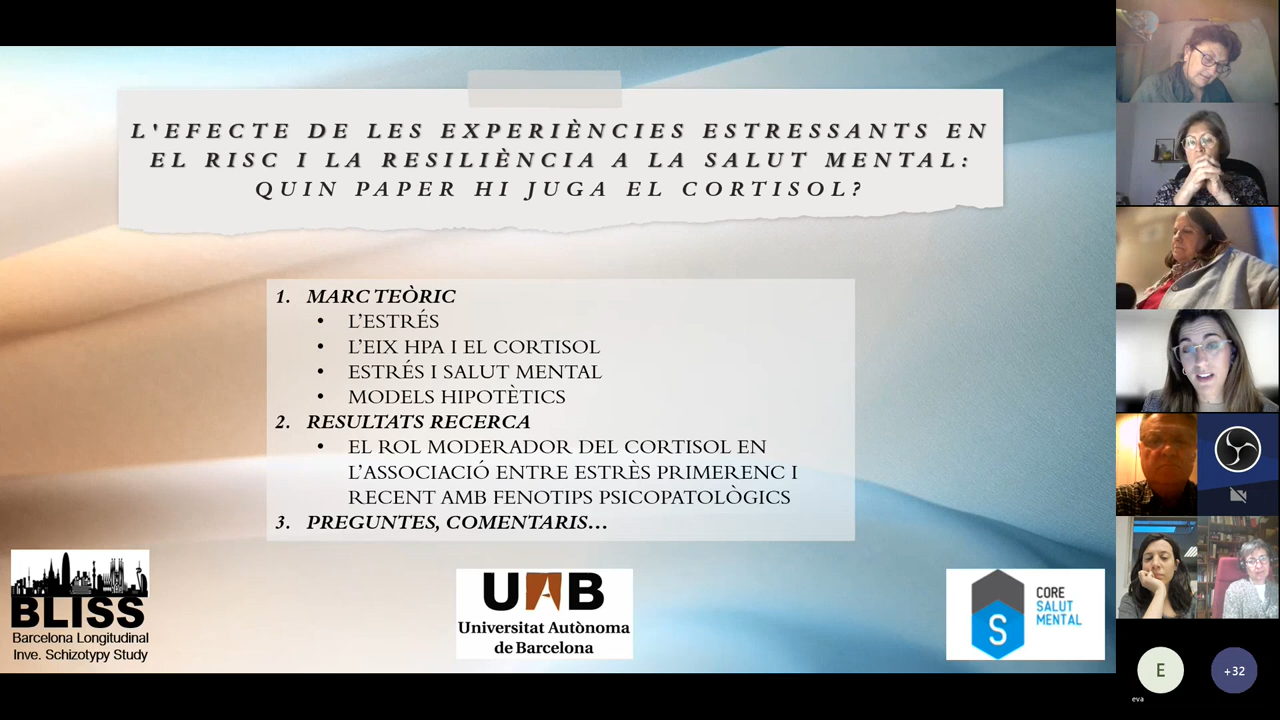 L'EFECTE DE LES EXPERIÈNCIES ESTRESSANTS EN
EL RISC I LA RESILIÈNCIA A LA SALUT MENTAL:
QUIN PAPER HI JUGA EL CORTISOL?
1. MARC TEÒRIC
• L'ESTRÉS
• L'EIX HPA I EL CORTISOL
• ESTRÉS I SALUT MENTAL
• MODELS HIPOTÈTICS
2. RESULTATS RECERCA
• EL ROL MODERADOR DEL CORTISOL EN
L'ASSOCIACIÓ ENTRE ESTRÈS PRIMERENC I
RECENT AMB FENOTIPS PSICOPATOLÒGICS
3. PREGUNTES, COMENTARIS…
BLISS
Barcelona Longitudinal
Inve. Schizotypy Study
UAB
Universitat Autònoma
de Barcelona
S
CORE
SALUT
MENTAL
E
eva
+32